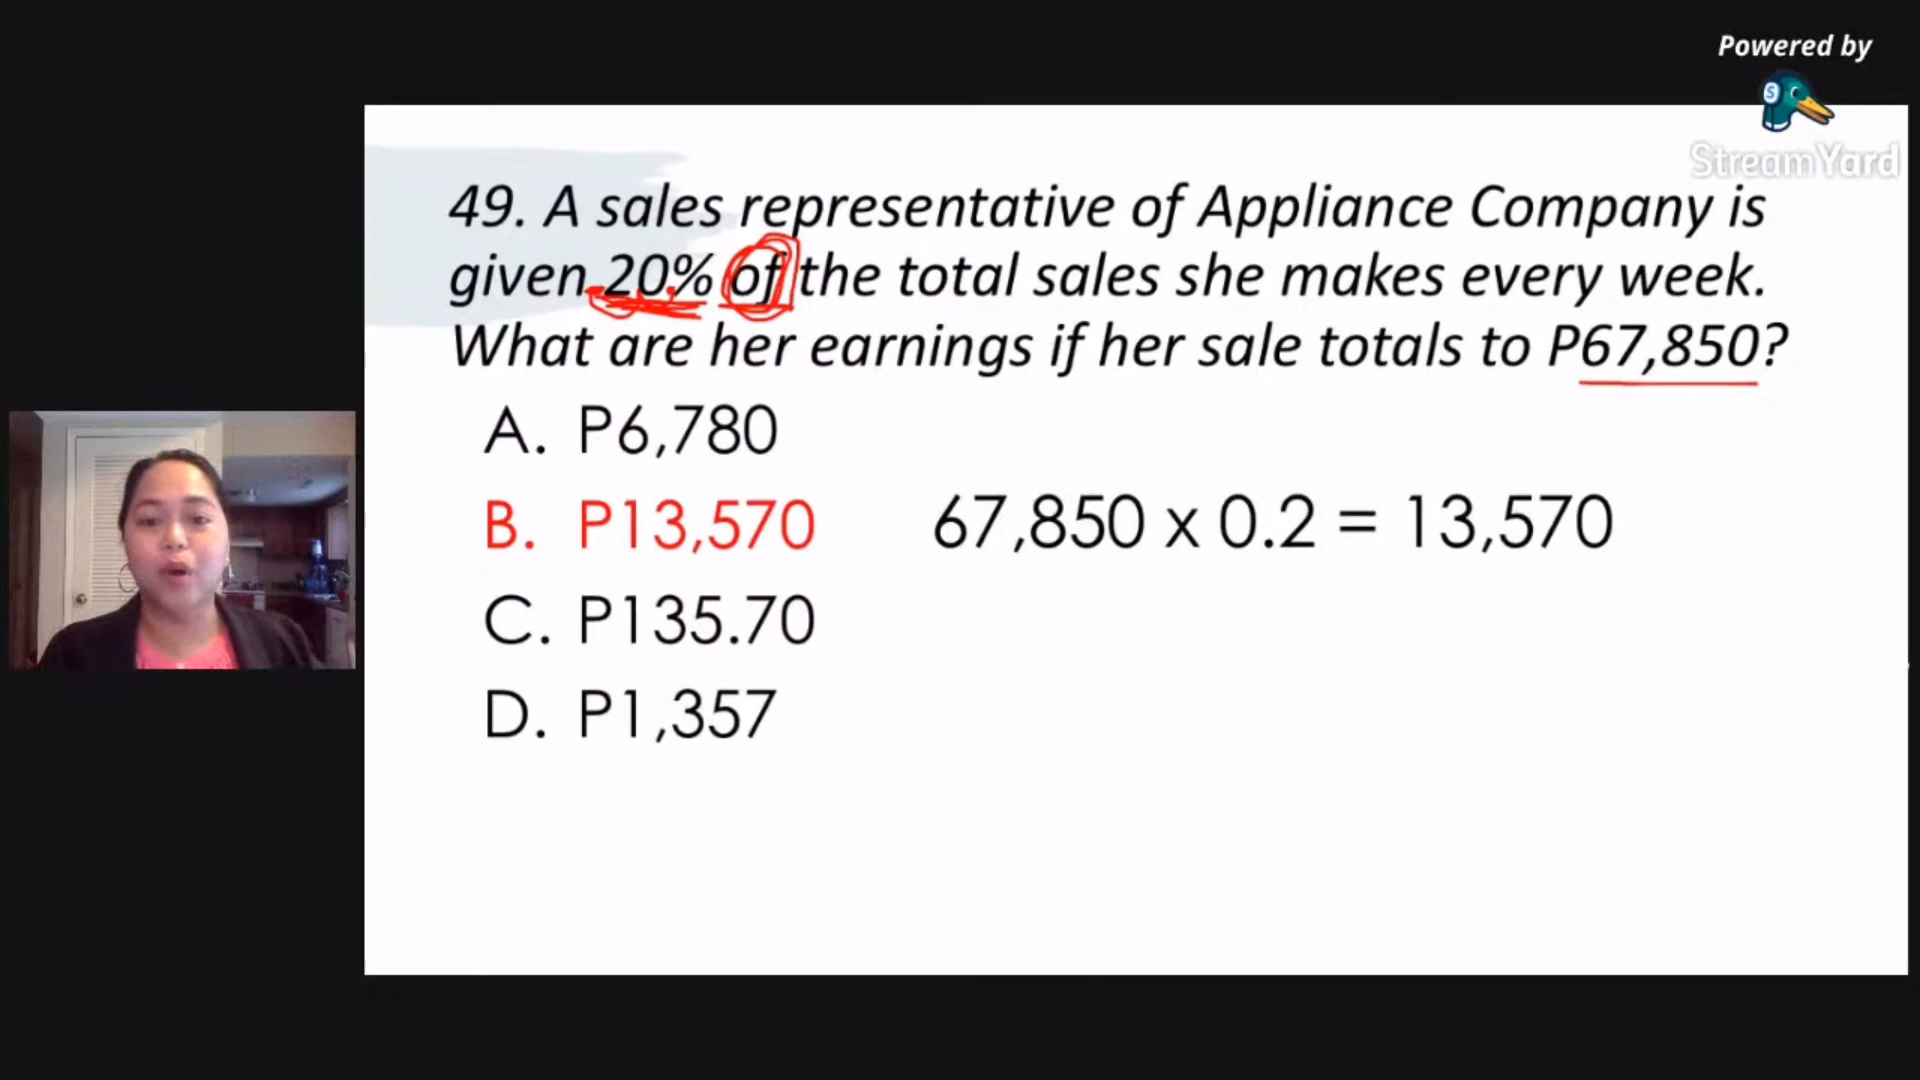 Powered by
StreamYard
49. A sales representative of Appliance Company is
given 20% of the total sales she makes every week.
What are her earnings if her sale totals to P67,850?
A. P6,780
B. P13,570 67,850 x 0.2 = 13,570
C. P135.70
D. P1,357